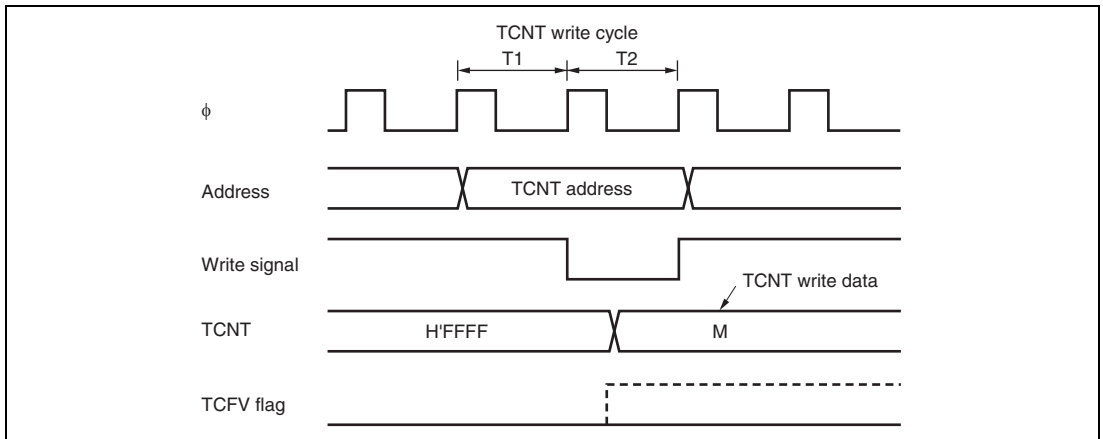 TCNT write cycle
T1 T2
ϕ
Address
TCNT address
Write signal
TCNT write data
TCNT
H'FFFF
M
TCFV flag